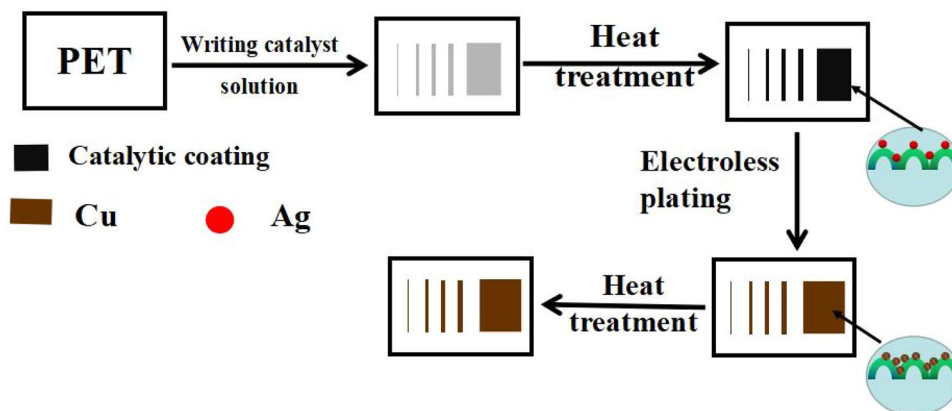 PET
Writing catalyst
solution
Heat
treatment
Catalytic coating
Cu
Ag
Electroless
plating
Heat
treatment